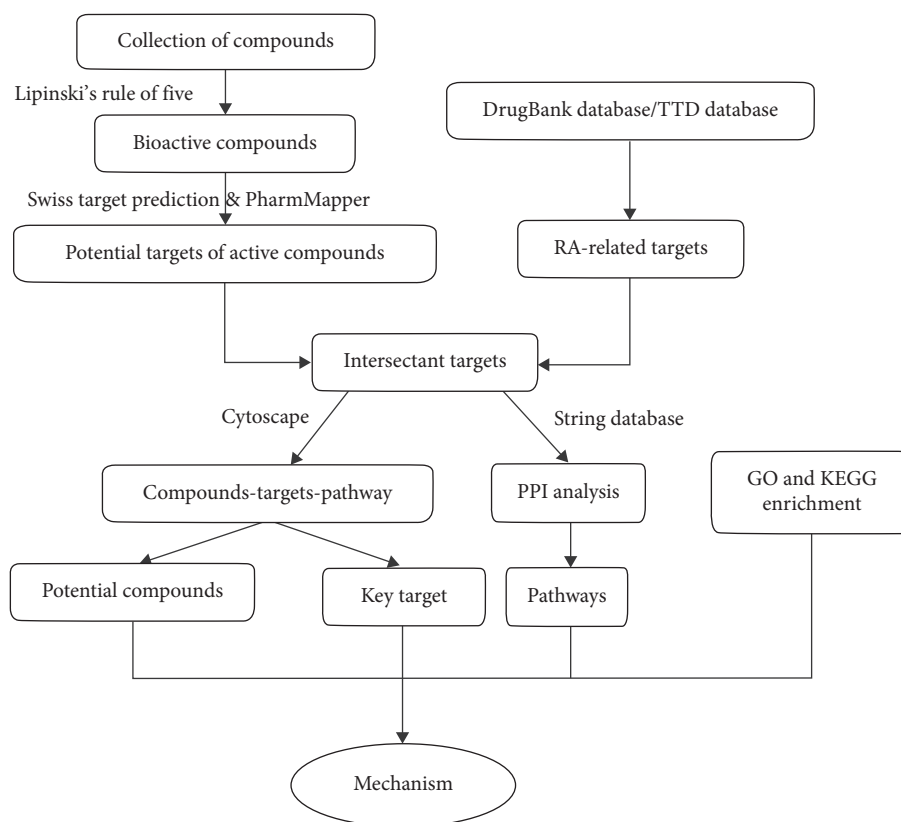 Collection of compounds
Lipinski's rule of five
DrugBank database/TTD database
Bioactive compounds
Swiss target prediction & PharmMapper
Potential targets of active compounds
RA-related targets
Intersectant targets
Cytoscape
String database
Compounds-targets-pathway
PPI analysis
GO and KEGG
enrichment
Potential compounds
Key target
Pathways
Mechanism